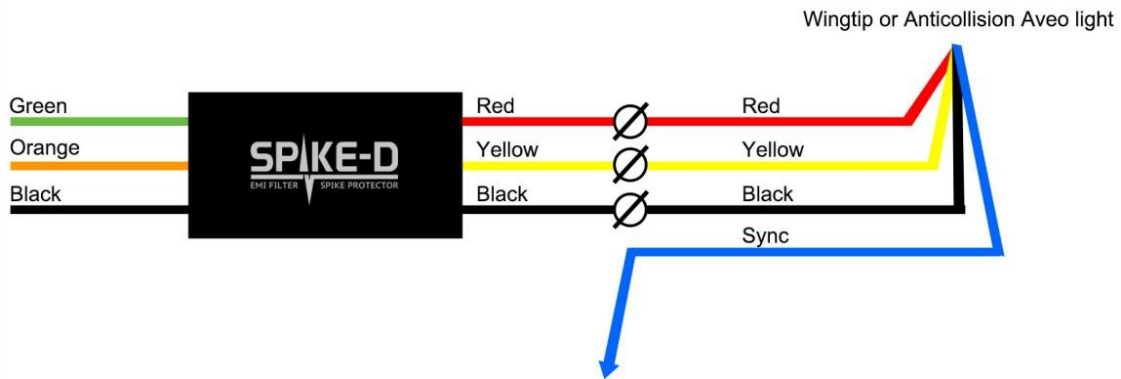 Wingtip or Anticollision Aveo light
Green
Red
Red
Orange
Yellow
Yellow
SPIKE-D
EMI FILTER SPIKE PROTECTOR
Black
Black
Black
Sync